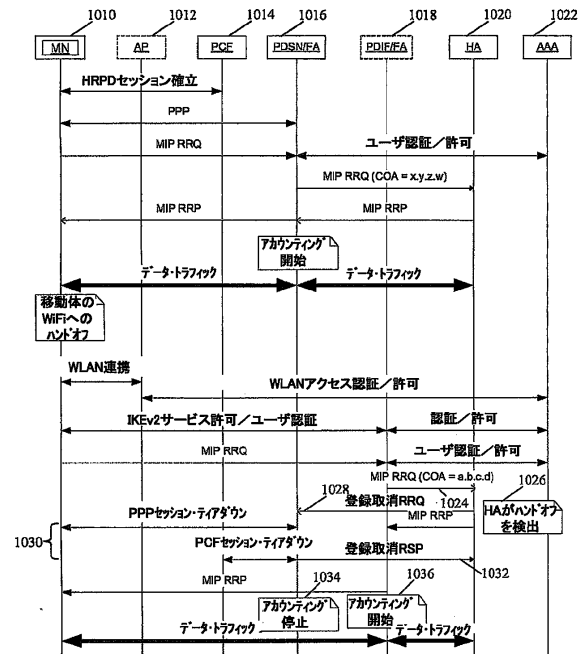 1010 1012 1014 1016 1018 1020 1022
MN AP PCF PDSN/FA PDIF/FA HA AAA
HRPDセッション確立
PPP
MIP RRQ ユーザ認証/許可
MIP RRQ (COA = x.y.z.w)
MIP RRP MIP RRP
アカウンティング
開始
データ・トラフィック データ・トラフィック
移動体の
WiFiへの
ハンドオフ
WLAN連携
WLANアクセス認証/許可
IKEv2サービス許可/ユーザ認証 認証/許可
MIP RRQ ユーザ認証/許可
MIP RRQ (COA = a.b.c.d) 1026
1028 1024
登録取消RRQ
HAがハンドオフ
を検出
PPPセッション・ティアダウン MIP RRP
1030
PCFセッション・ティアダウン 登録取消RSP
1034 1036 1032
MIP RRP
アカウンティング
停止
アカウンティング
開始
データ・トラフィック データ・トラフィック